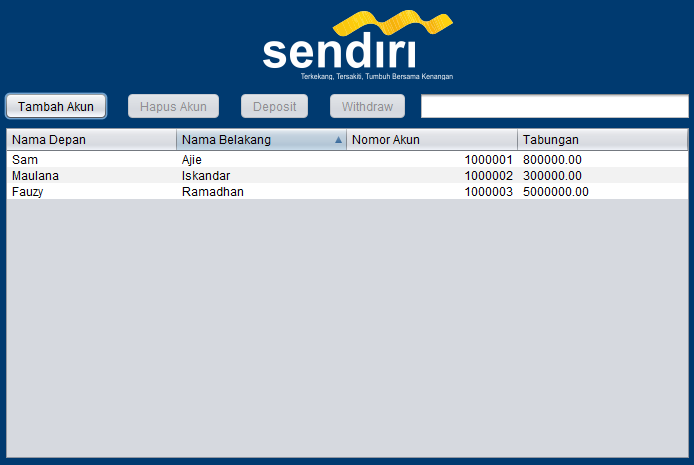 sendiri
Terkekang, Tersakiti, Tumbuh Bersama Kenangan
Tambah Akun Hapus Akun Deposit Withdraw
Nama Depan Nama Belakang Nomor Akun Tabungan
Sam Ajie 1000001 800000.00
Maulana Iskandar 1000002 300000.00
Fauzy Ramadhan 1000003 5000000.00